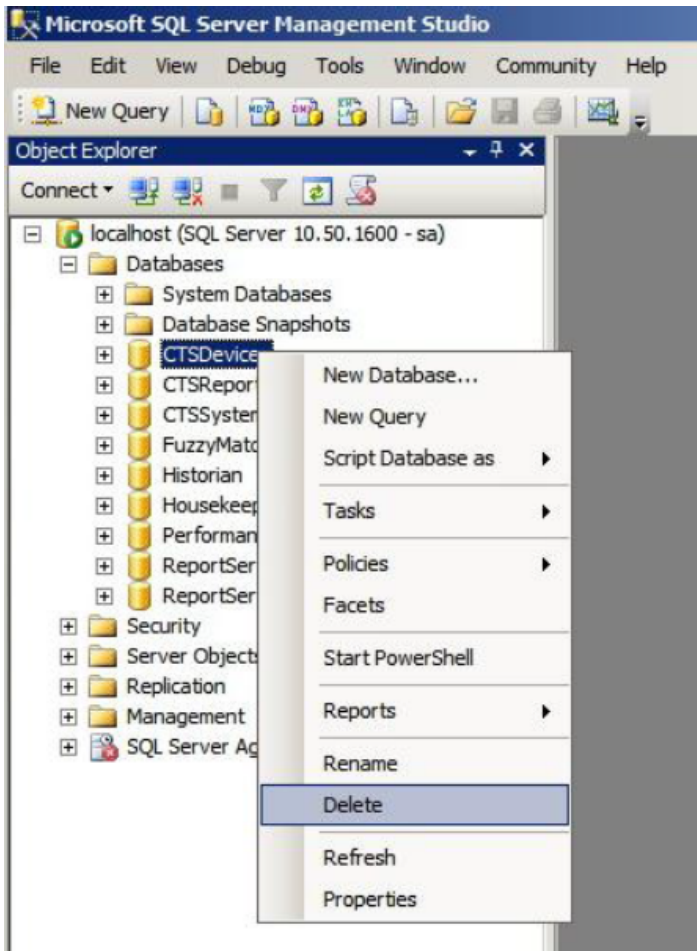 Microsoft SQL Server Management Studio
File Edit View Debug Tools Window Community Help
New Query
Object Explorer
Connect
localhost (SQL Server 10.50.1600 - sa)
Databases
System Databases
Database Snapshots
CTSDevice
CTSRepor
CTSSyster
FuzzyMatc
Historian
Housekeep
Performan
ReportSer
ReportSer
Security
Server Objects
Replication
Management
SQL Server Ag
New Database...
New Query
Script Database as
Tasks
Policies
Facets
Start PowerShell
Reports
Rename
Delete
Refresh
Properties